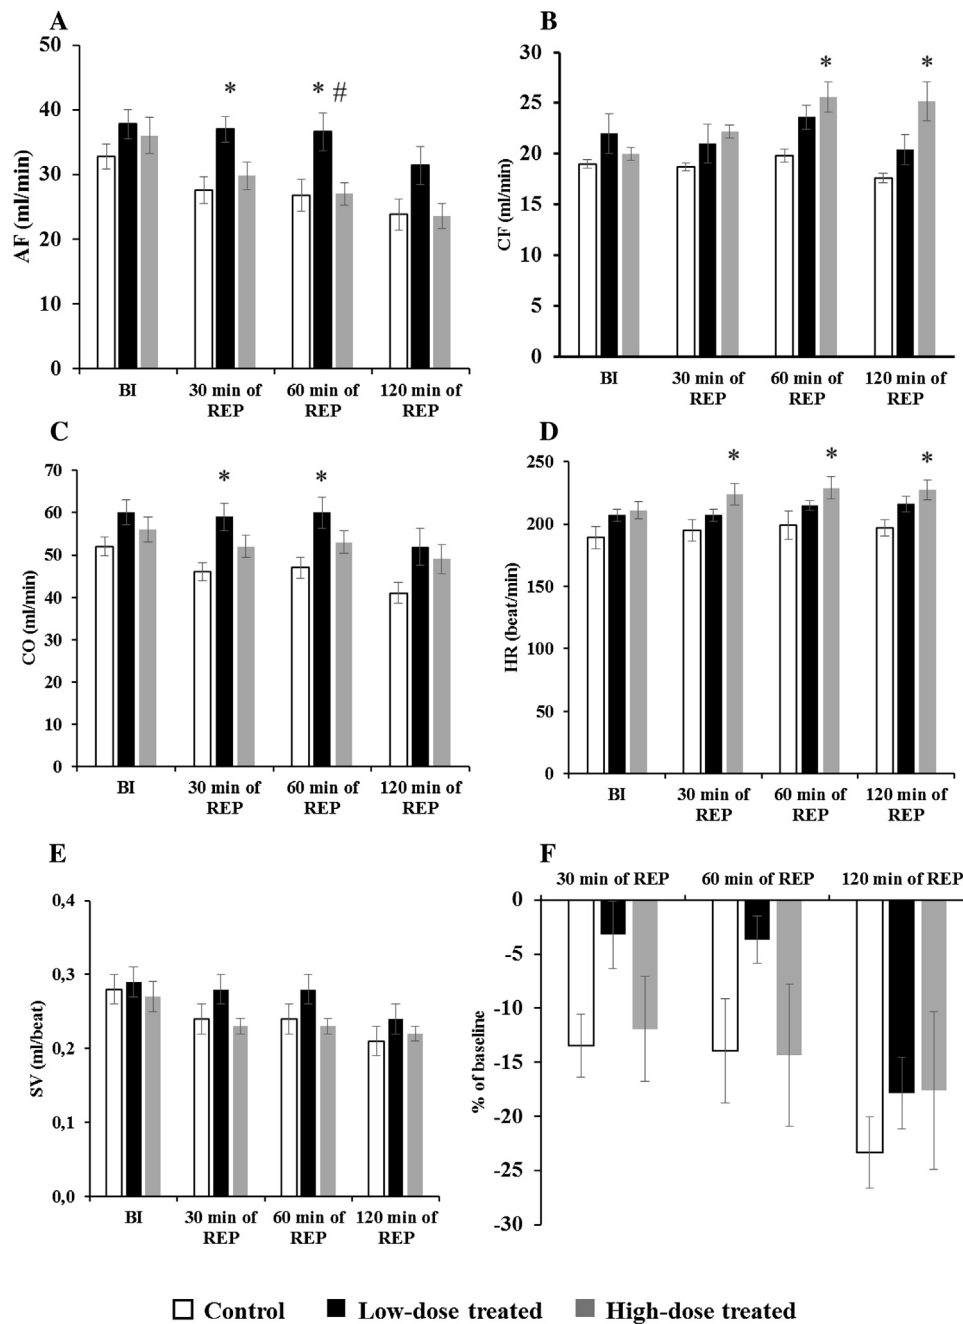 A
50
40
30
20
10
0
AF (ml/min)
*
* #
BI
30 min of
REP
60 min of
REP
120 min of
REP
B
30
25
20
15
10
5
0
CF (ml/min)
*
*
BI
30 min of
REP
60 min of
REP
120 min of
REP
C
70
60
50
40
30
20
10
0
CO (ml/min)
*
*
BI
30 min of
REP
60 min of
REP
120 min of
REP
D
250
200
150
100
50
0
HR (beat/min)
*
*
*
BI
30 min of
REP
60 min of
REP
120 min of
REP
E
0,4
0,3
0,2
0,1
0,0
SV (ml/beat)
BI
30 min of
REP
60 min of
REP
120 min of
REP
F
30 min of REP
60 min of REP
120 min of REP
0
-5
-10
-15
-20
-25
-30
% of baseline
Control
Low-dose treated
High-dose treated